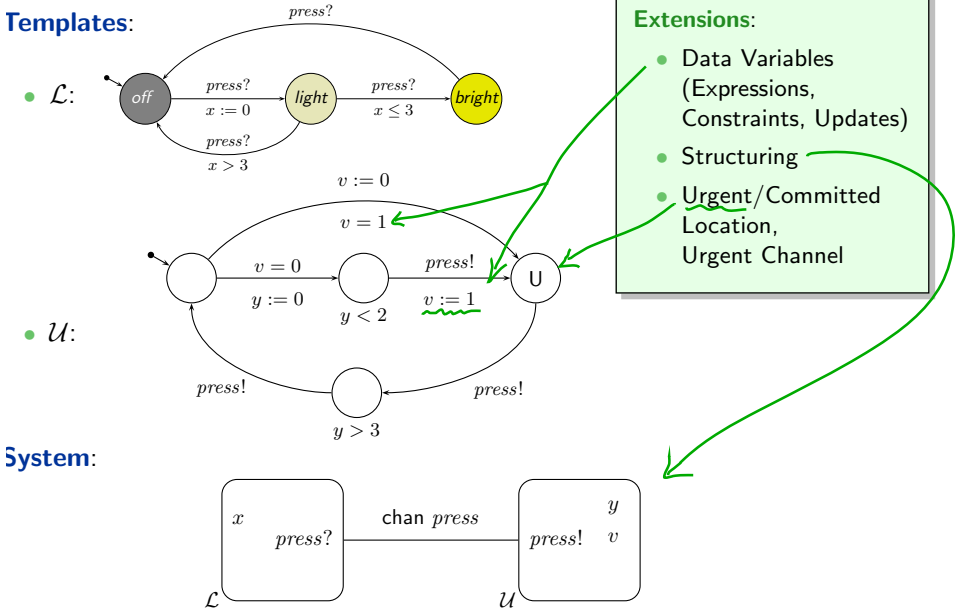 Templates:
press?
• ℒ:
off
press?
x := 0
light
press?
x ≤ 3
bright
press?
x > 3
v := 0
v = 1
v = 0
y := 0
y < 2
press!
v := 1
U
• 𝒰:
press!
press!
y > 3
Extensions:
• Data Variables
(Expressions,
Constraints, Updates)
• Structuring
• Urgent/Committed
Location,
Urgent Channel
System:
x
press?
ℒ
chan press
press!
y
v
𝒰